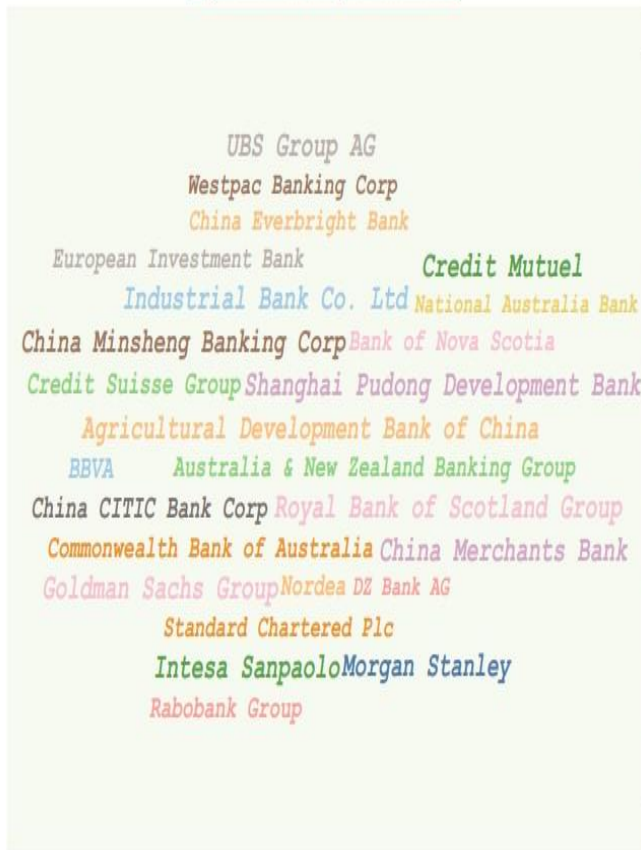 UBS Group AG
Westpac Banking Corp
China Everbright Bank
European Investment Bank
Credit Mutuel
Industrial Bank Co. Ltd
National Australia Bank
China Minsheng Banking Corp
Bank of Nova Scotia
Credit Suisse Group
Shanghai Pudong Development Bank
Agricultural Development Bank of China
BBVA
Australia & New Zealand Banking Group
China CITIC Bank Corp
Royal Bank of Scotland Group
Commonwealth Bank of Australia
China Merchants Bank
Goldman Sachs Group
Nordea
DZ Bank AG
Standard Chartered Plc
Intesa Sanpaolo
Morgan Stanley
Rabobank Group